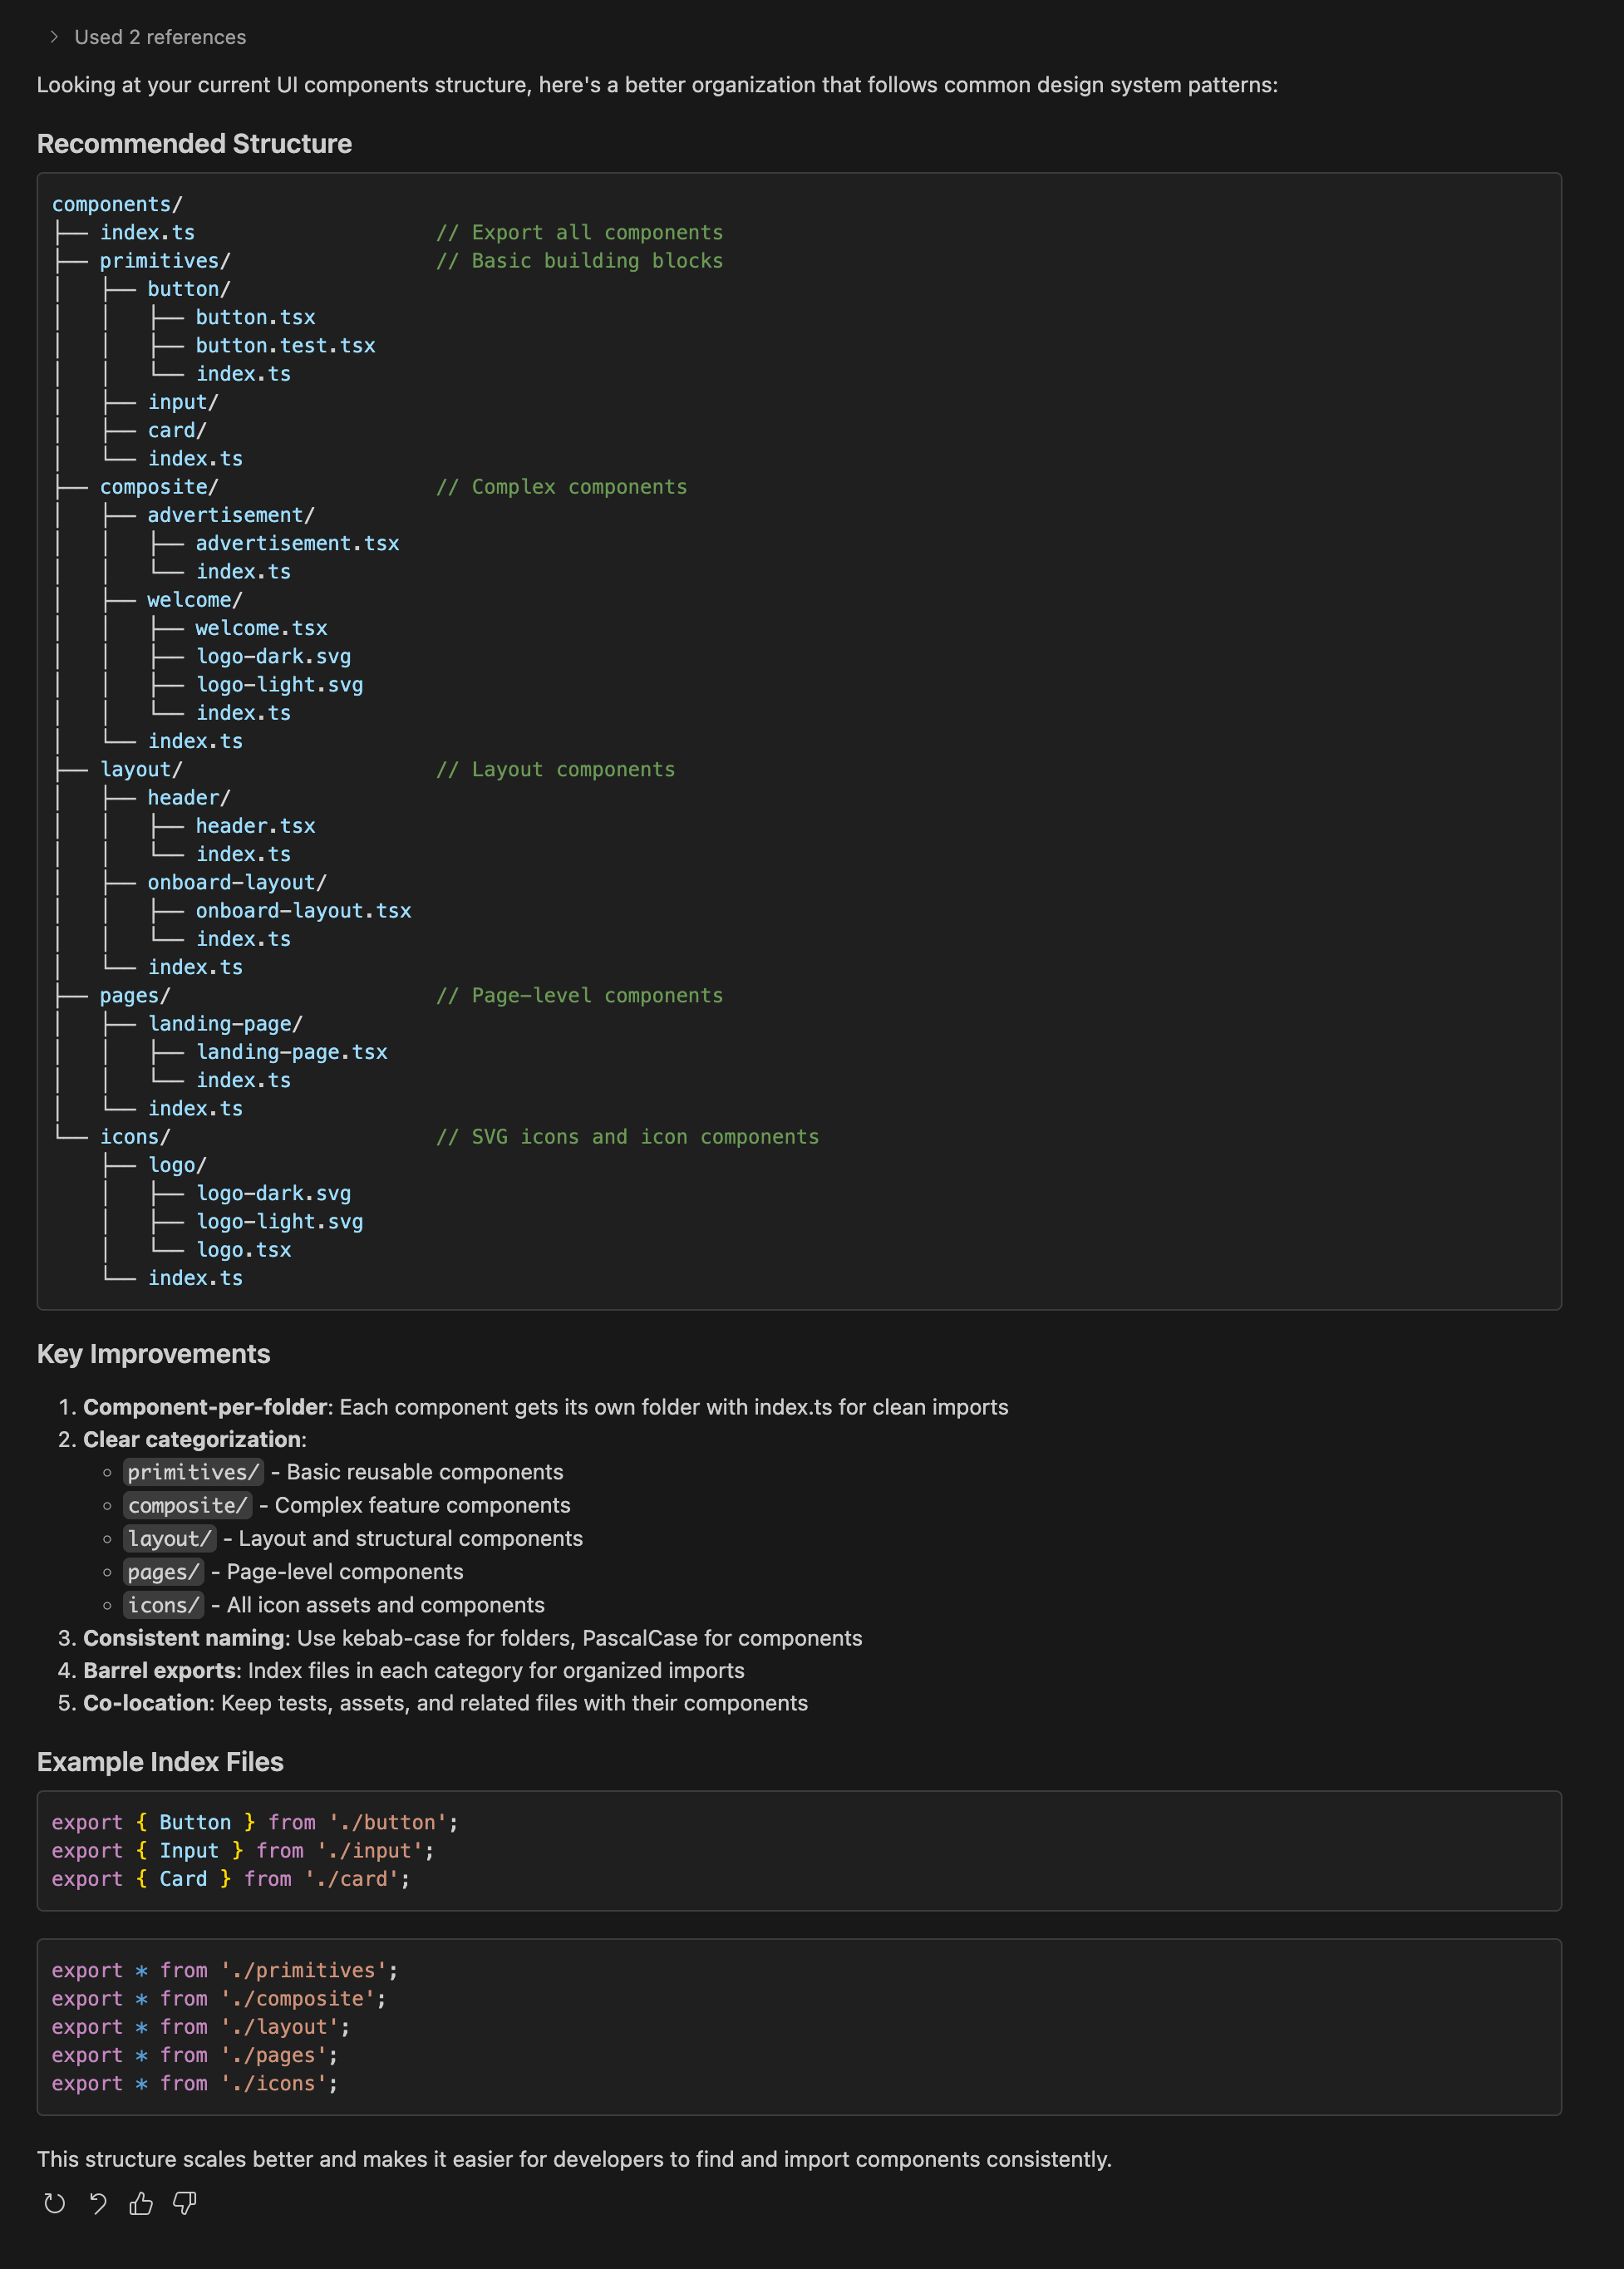 Used 2 references
Looking at your current UI components structure, here's a better organization that follows common design system patterns:
Recommended Structure
components/
├── index.ts                    // Export all components
├── primitives/                 // Basic building blocks
│   ├── button/
│   │   ├── button.tsx
│   │   ├── button.test.tsx
│   │   └── index.ts
│   ├── input/
│   ├── card/
│   └── index.ts
├── composite/                  // Complex components
│   ├── advertisement/
│   │   ├── advertisement.tsx
│   │   └── index.ts
│   ├── welcome/
│   │   ├── welcome.tsx
│   │   ├── logo-dark.svg
│   │   ├── logo-light.svg
│   │   └── index.ts
│   └── index.ts
├── layout/                     // Layout components
│   ├── header/
│   │   ├── header.tsx
│   │   └── index.ts
│   ├── onboard-layout/
│   │   ├── onboard-layout.tsx
│   │   └── index.ts
│   └── index.ts
├── pages/                      // Page-level components
│   ├── landing-page/
│   │   ├── landing-page.tsx
│   │   └── index.ts
│   └── index.ts
└── icons/                      // SVG icons and icon components
    ├── logo/
    │   ├── logo-dark.svg
    │   ├── logo-light.svg
    │   └── logo.tsx
    └── index.ts
Key Improvements
1. Component-per-folder: Each component gets its own folder with index.ts for clean imports
2. Clear categorization:
◦ primitives/ - Basic reusable components
◦ composite/ - Complex feature components
◦ layout/ - Layout and structural components
◦ pages/ - Page-level components
◦ icons/ - All icon assets and components
3. Consistent naming: Use kebab-case for folders, PascalCase for components
4. Barrel exports: Index files in each category for organized imports
5. Co-location: Keep tests, assets, and related files with their components
Example Index Files
export { Button } from './button';
export { Input } from './input';
export { Card } from './card';
export * from './primitives';
export * from './composite';
export * from './layout';
export * from './pages';
export * from './icons';
This structure scales better and makes it easier for developers to find and import components consistently.